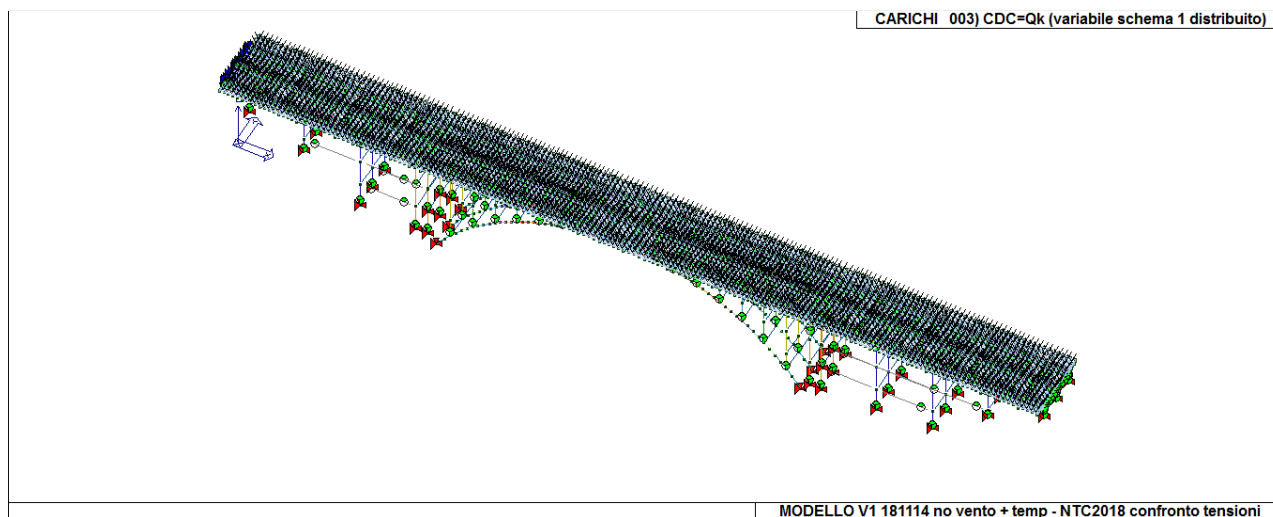 CARICHI 003) CDC=Qk (variabile schema 1 distribuito)
MODELLO V1 181114 no vento + temp - NTC2018 confronto tensioni